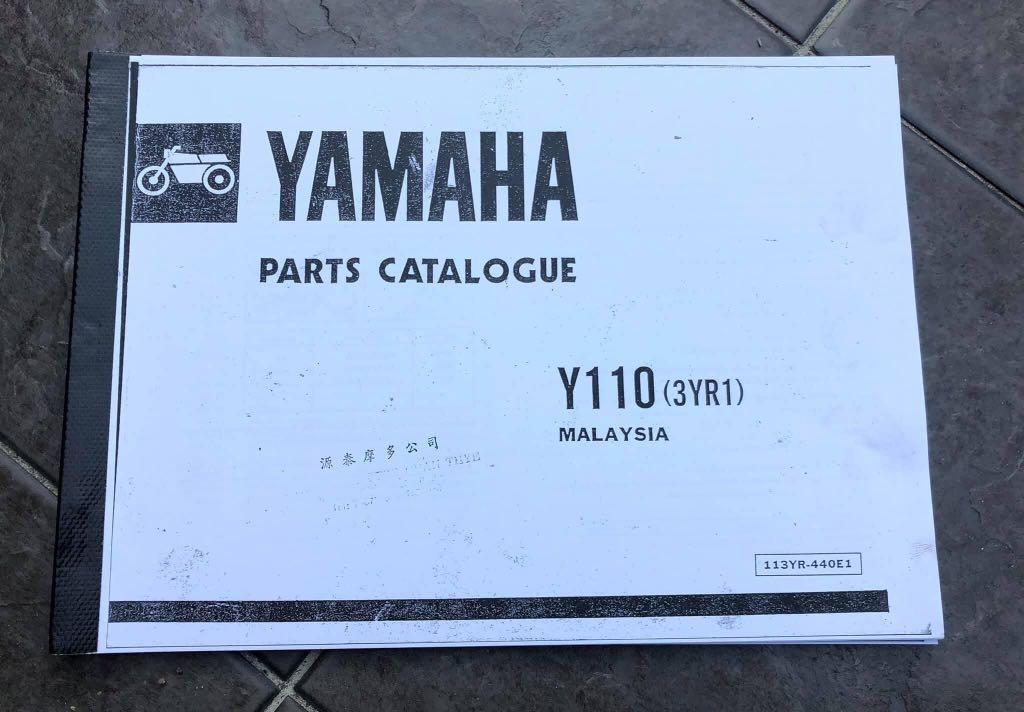 YAMAHA
PARTS CATALOGUE
Y110 (3YR1)
MALAYSIA
源泰摩多公司
113YR-440E1